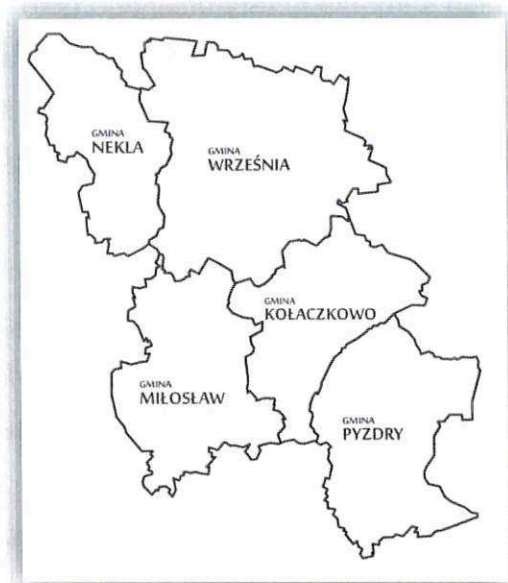 GMINA
NEKLA
GMINA
WRZEŚNIA
GMINA
KOŁACZKOWO
GMINA
MIŁOSŁAW
GMINA
PYZDRY